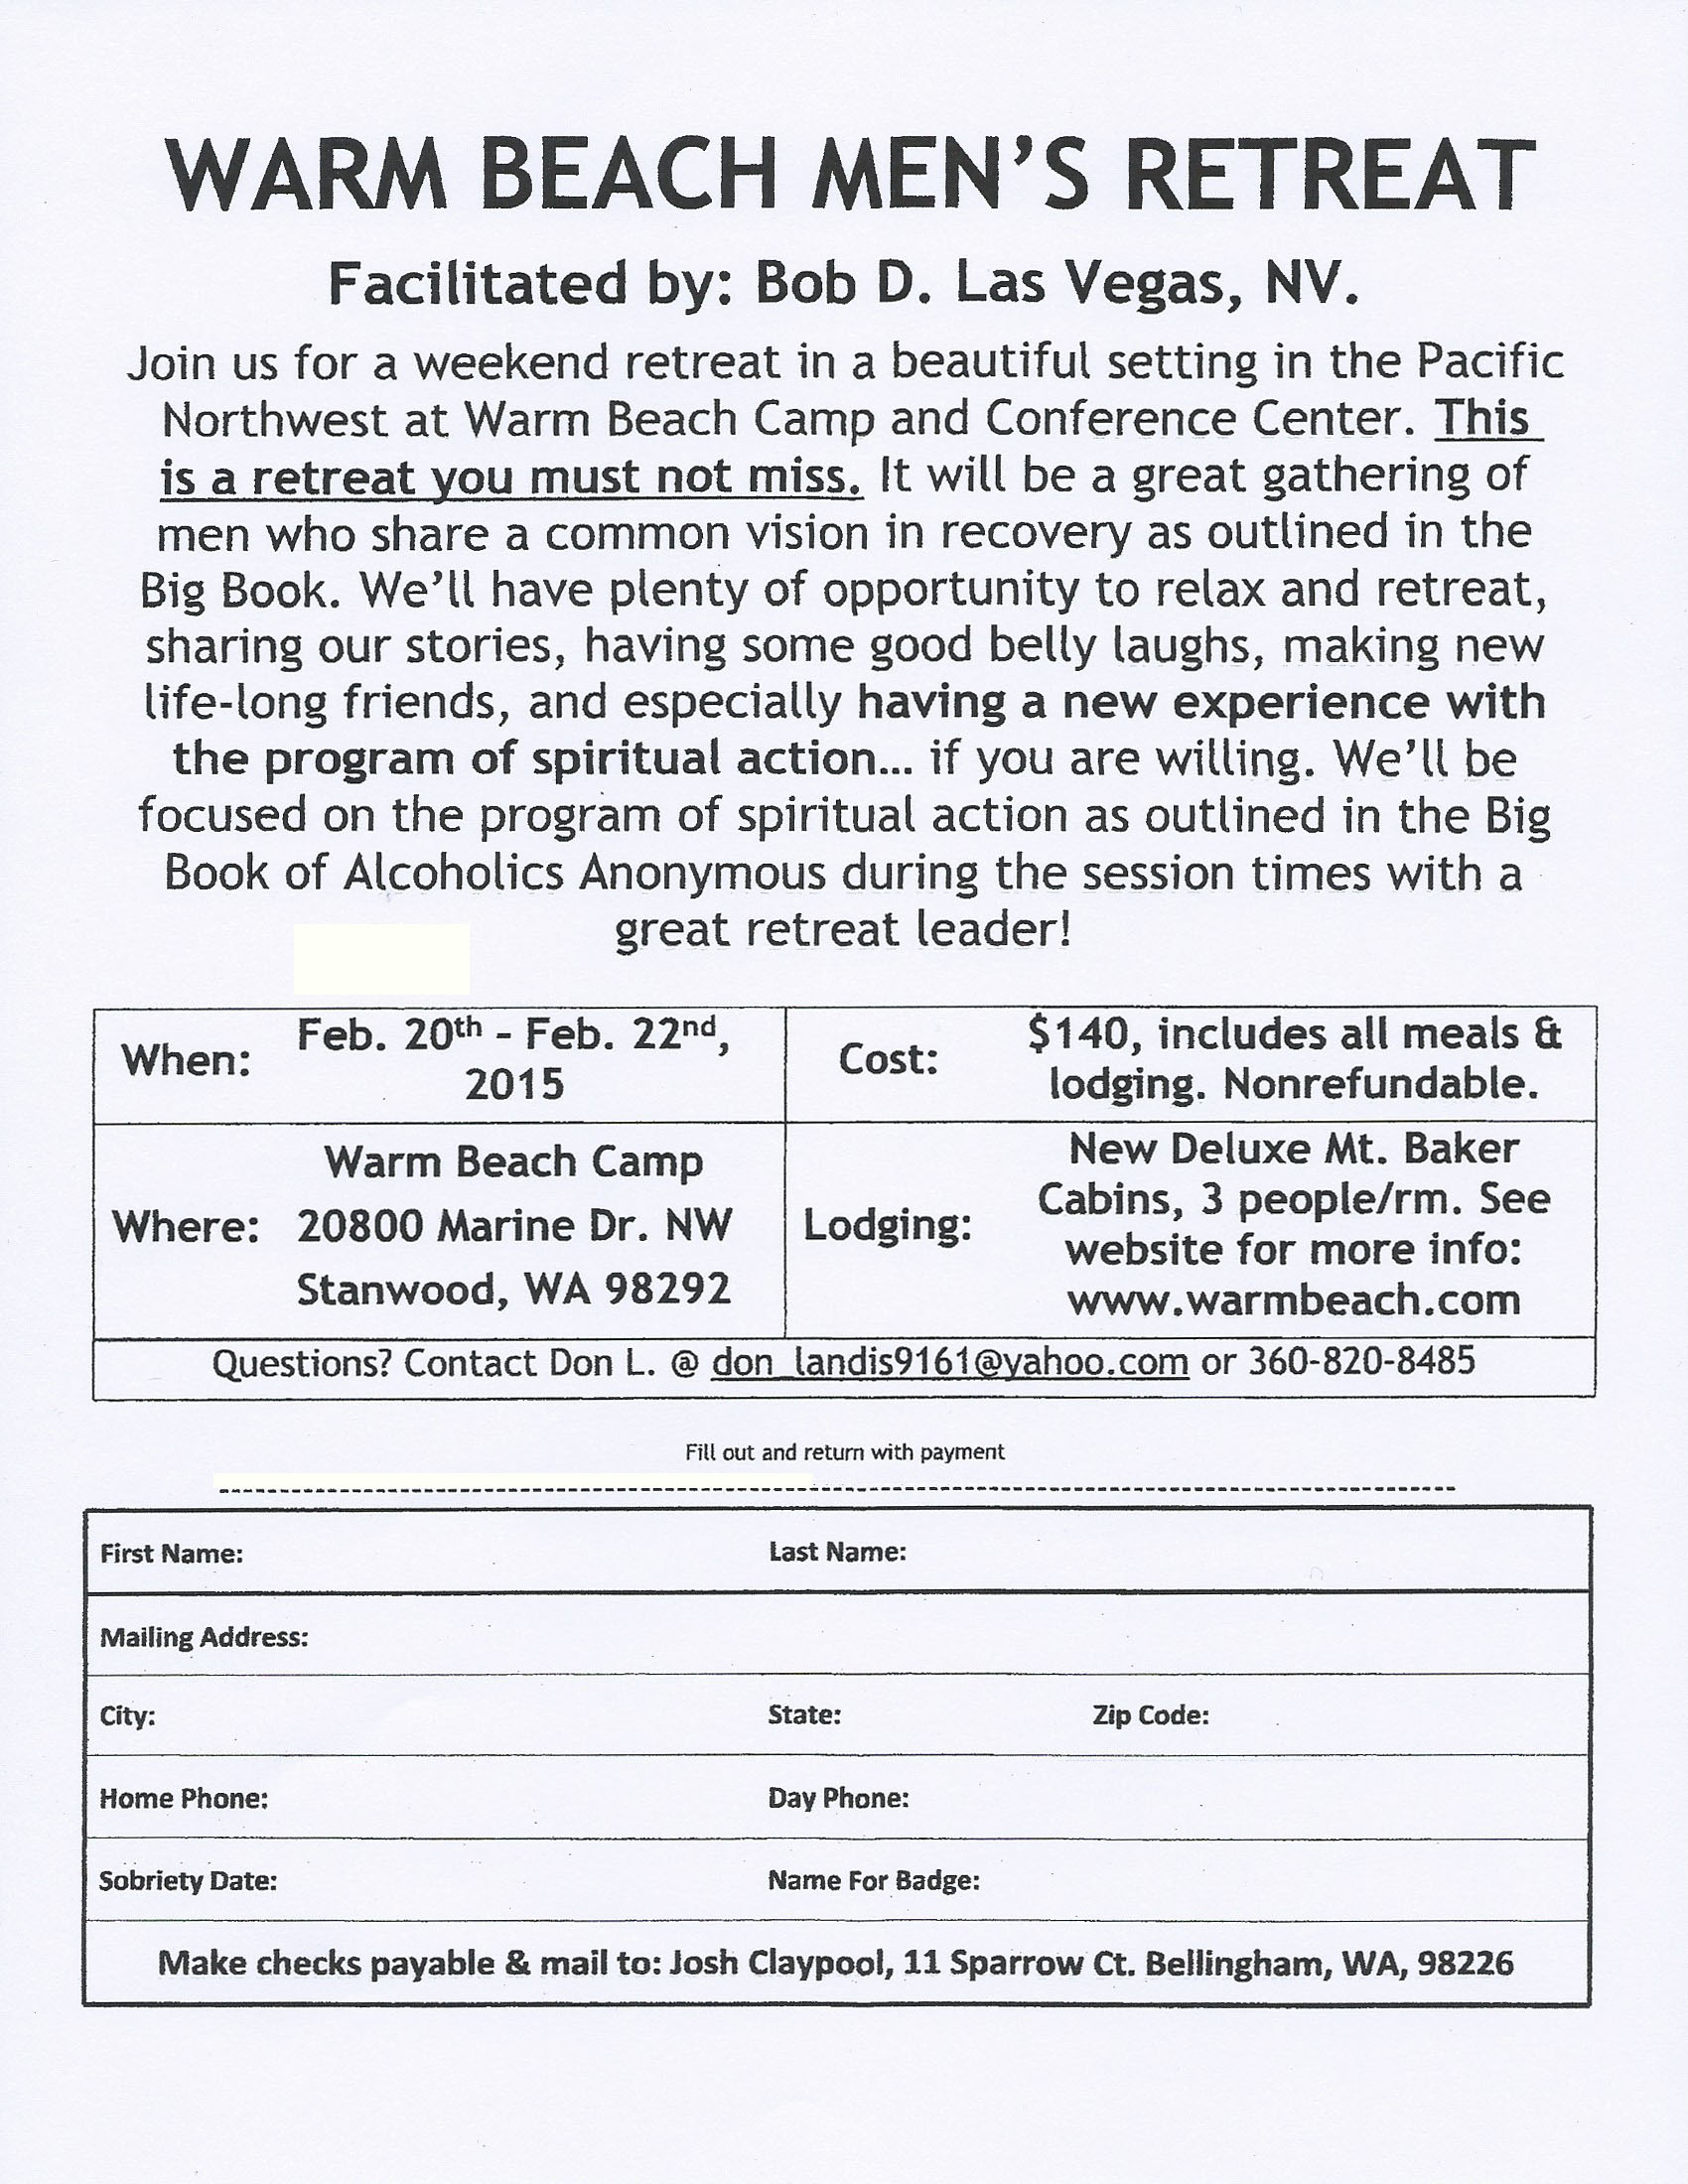 WARM BEACH MEN'S RETREAT
Facilitated by: Bob D. Las Vegas, NV.
Join us for a weekend retreat in a beautiful setting in the Pacific
Northwest at Warm Beach Camp and Conference Center. This
is a retreat you must not miss. It will be a great gathering of
men who share a common vision in recovery as outlined in the
Big Book. We'll have plenty of opportunity to relax and retreat,
sharing our stories, having some good belly laughs, making new
life-long friends, and especially having a new experience with
the program of spiritual action... if you are willing. We'll be
focused on the program of spiritual action as outlined in the Big
Book of Alcoholics Anonymous during the session times with a
great retreat leader!
When: Feb. 20th - Feb. 22nd,
2015
Cost: $140, includes all meals &
lodging. Nonrefundable.
Where: Warm Beach Camp
20800 Marine Dr. NW
Stanwood, WA 98292
Lodging: New Deluxe Mt. Baker
Cabins, 3 people/rm. See
website for more info:
www.warmbeach.com
Questions? Contact Don L. @ don_landis9161@yahoo.com or 360-820-8485
Fill out and return with payment
First Name: Last Name:
Mailing Address:
City: State: Zip Code:
Home Phone: Day Phone:
Sobriety Date: Name For Badge:
Make checks payable & mail to: Josh Claypool, 11 Sparrow Ct. Bellingham, WA, 98226